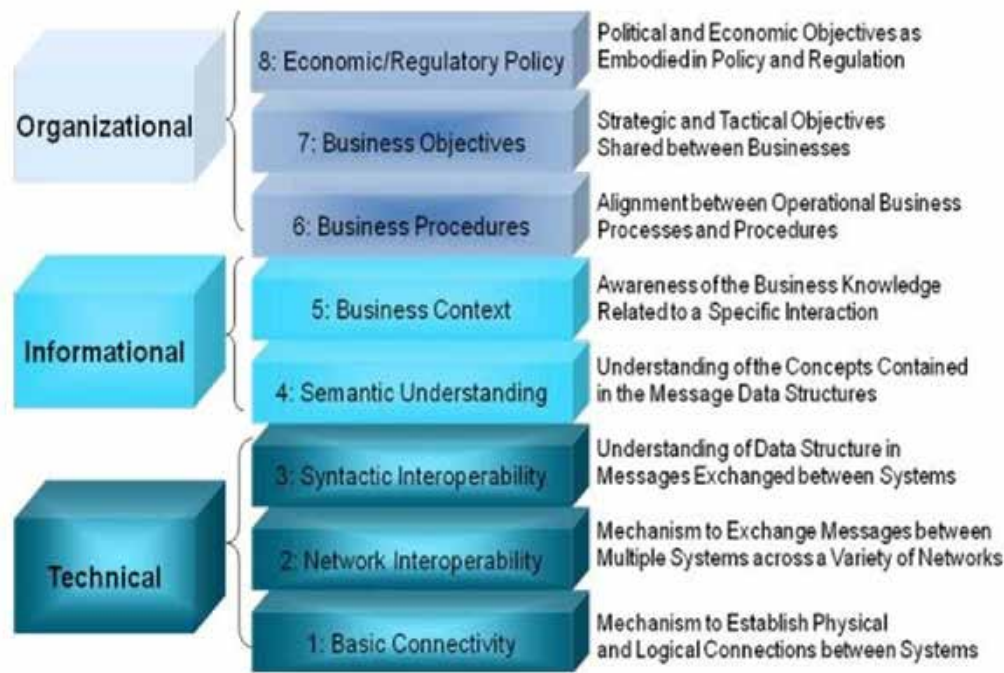 Organizational
8: Economic/Regulatory Policy
Political and Economic Objectives as
Embodied in Policy and Regulation
7: Business Objectives
Strategic and Tactical Objectives
Shared between Businesses
6: Business Procedures
Alignment between Operational Business
Processes and Procedures
Informational
5: Business Context
Awareness of the Business Knowledge
Related to a Specific Interaction
4: Semantic Understanding
Understanding of the Concepts Contained
in the Message Data Structures
Technical
3: Syntactic Interoperability
Understanding of Data Structure in
Messages Exchanged between Systems
2: Network Interoperability
Mechanism to Exchange Messages between
Multiple Systems across a Variety of Networks
1: Basic Connectivity
Mechanism to Establish Physical
and Logical Connections between Systems